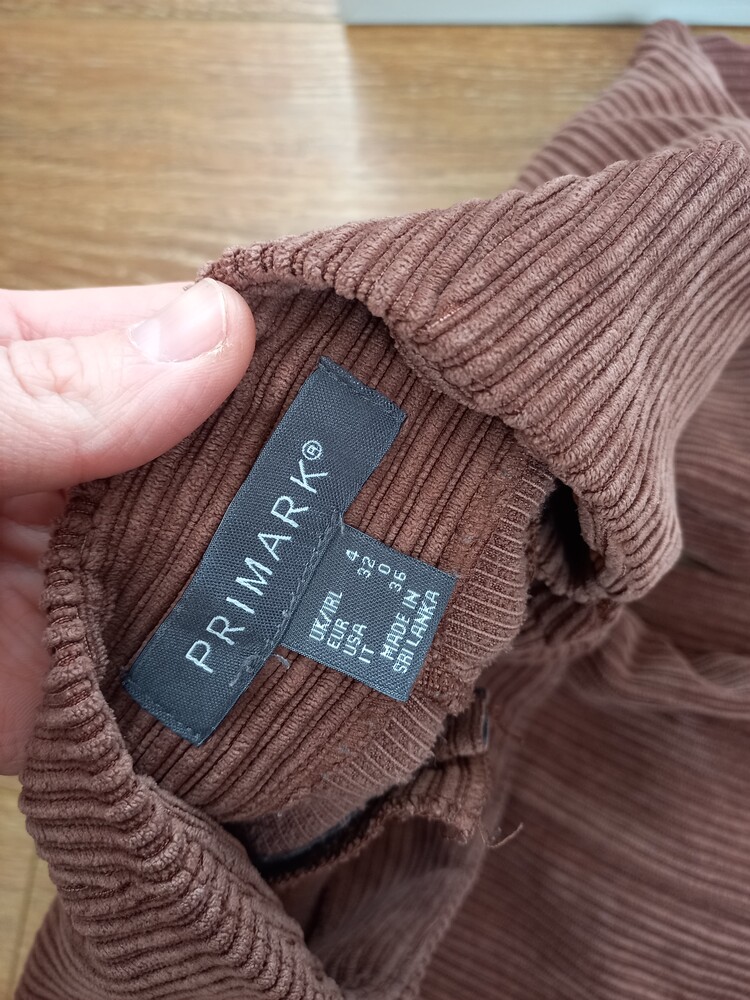 PRIMARK®
UK/IRL 4
EUR 32
USA 0
IT 36
MADE IN
SRI LANKA